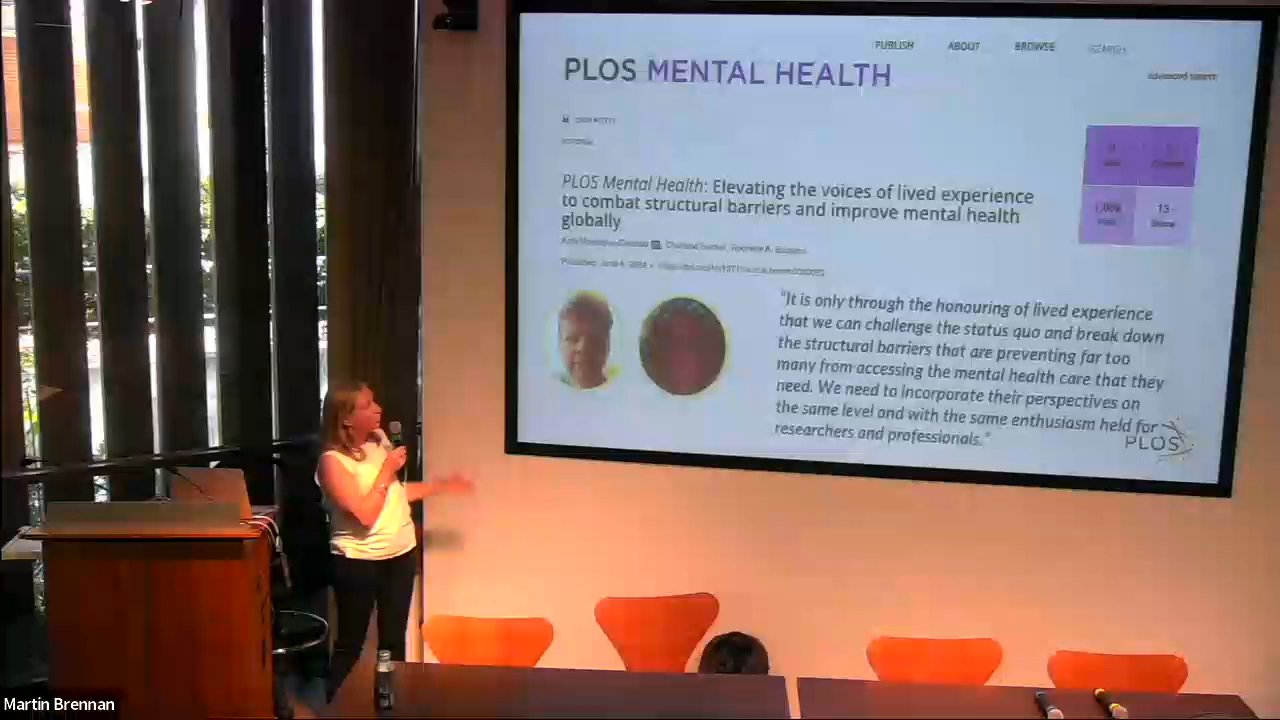 PUBLISH ABOUT BROWSE SEARCH
advanced search
PLOS MENTAL HEALTH
PLOS Mental Health: Elevating the voices of lived experience
to combat structural barriers and improve mental health
globally
"It is only through the honouring of lived experience
that we can challenge the status quo and break down
the structural barriers that are preventing far too
many from accessing the mental health care that they
need. We need to incorporate their perspectives on
the same level and with the same enthusiasm held for
researchers and professionals."
PLOS
Martin Brennan